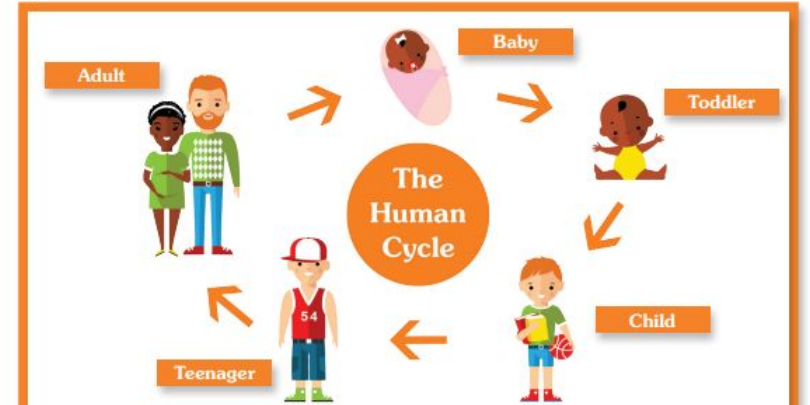 Baby
Adult
Toddler
The
Human
Cycle
54
Child
Teenager